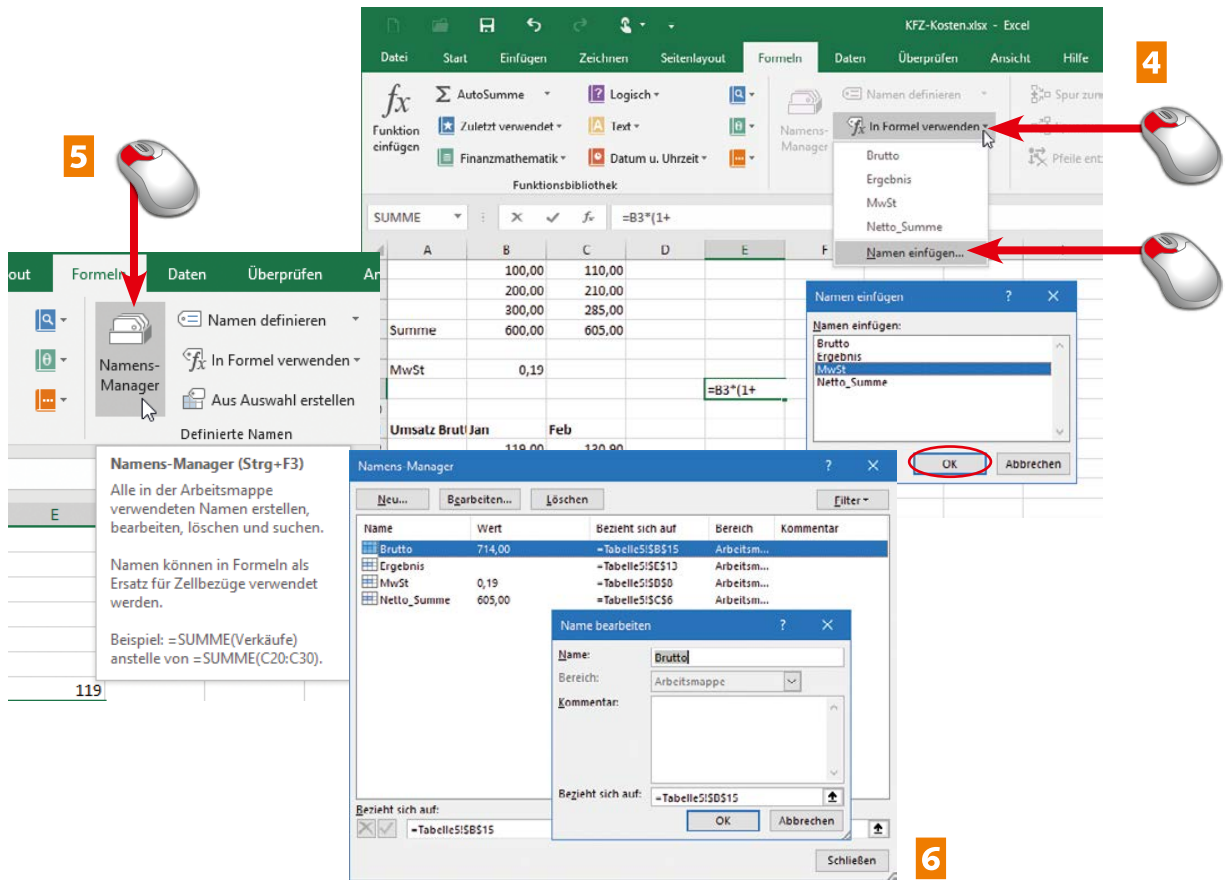 KFZ-Kosten.xlsx - Excel
Datei Start Einfügen Zeichnen Seitenlayout Formeln Daten Überprüfen Ansicht Hilfe
4
fx Funktion einfügen
Σ AutoSumme
Zuletzt verwendet
Finanzmathematik
Logisch
Text
Datum u. Uhrzeit
Funktionsbibliothek
Namens-Manager
Namen definieren
In Formel verwenden
Spur
Pfeile
Brutto
Ergebnis
MwSt
Netto_Summe
Namen einfügen...
SUMME fx =B3*(1+
A B C D E F
100,00 110,00
200,00 210,00
300,00 285,00
Summe 600,00 605,00
MwSt 0,19
=B3*(1+
Umsatz Brut Jan Feb
119,00 130,90
Namen einfügen ?
Namen einfügen:
Brutto
Ergebnis
MwSt
Netto_Summe
OK Abbrechen
5
out Formeln Daten Überprüfen An
Namens-
Manager
Namen definieren
fx In Formel verwenden
Aus Auswahl erstellen
Definierte Namen
Namens-Manager (Strg+F3)
Alle in der Arbeitsmappe
verwendeten Namen erstellen,
bearbeiten, löschen und suchen.
Namen können in Formeln als
Ersatz für Zellbezüge verwendet
werden.
Beispiel: =SUMME(Verkäufe)
anstelle von =SUMME(C20:C30).
E
119
Namens-Manager ?
Neu... Bearbeiten... Löschen Filter
Name Wert Bezieht sich auf Bereich Kommentar
Brutto 714,00 =Tabelle5!$B$15 Arbeitsm...
Ergebnis =Tabelle5!$E$13 Arbeitsm...
MwSt 0,19 =Tabelle5!$B$8 Arbeitsm...
Netto_Summe 605,00 =Tabelle5!$C$6 Arbeitsm...
Name bearbeiten ?
Name: Brutto
Bereich: Arbeitsmappe
Kommentar:
Bezieht sich auf: =Tabelle5!$B$15
OK Abbrechen
Bezieht sich auf:
=Tabelle5!$B$15
Schließen
6